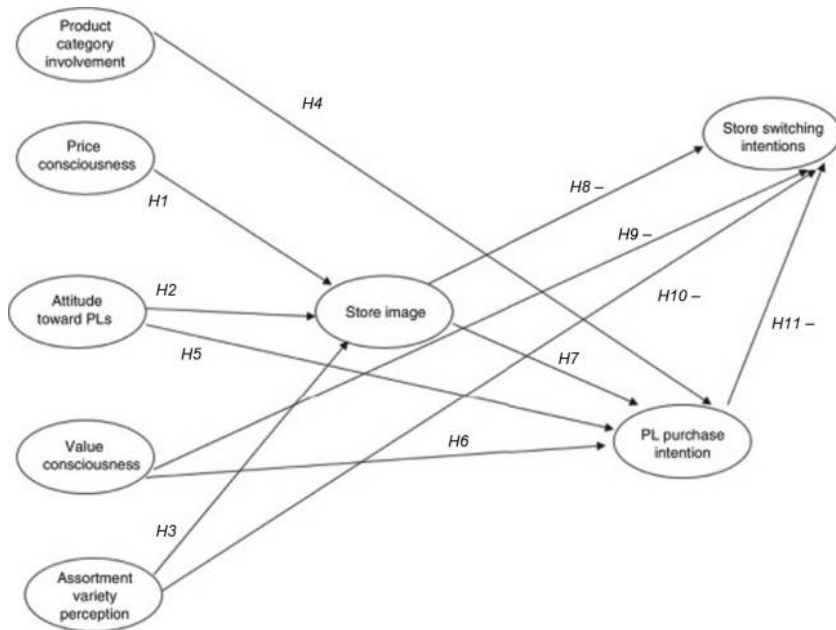 Product
category
involvement
H4
Store switching
intentions
Price
consciousness
H1
H8 –
H9 –
Attitude
toward PLs
H2
Store image
H10 –
H11 –
H5
H7
Value
consciousness
H6
PL purchase
intention
H3
Assortment
variety
perception